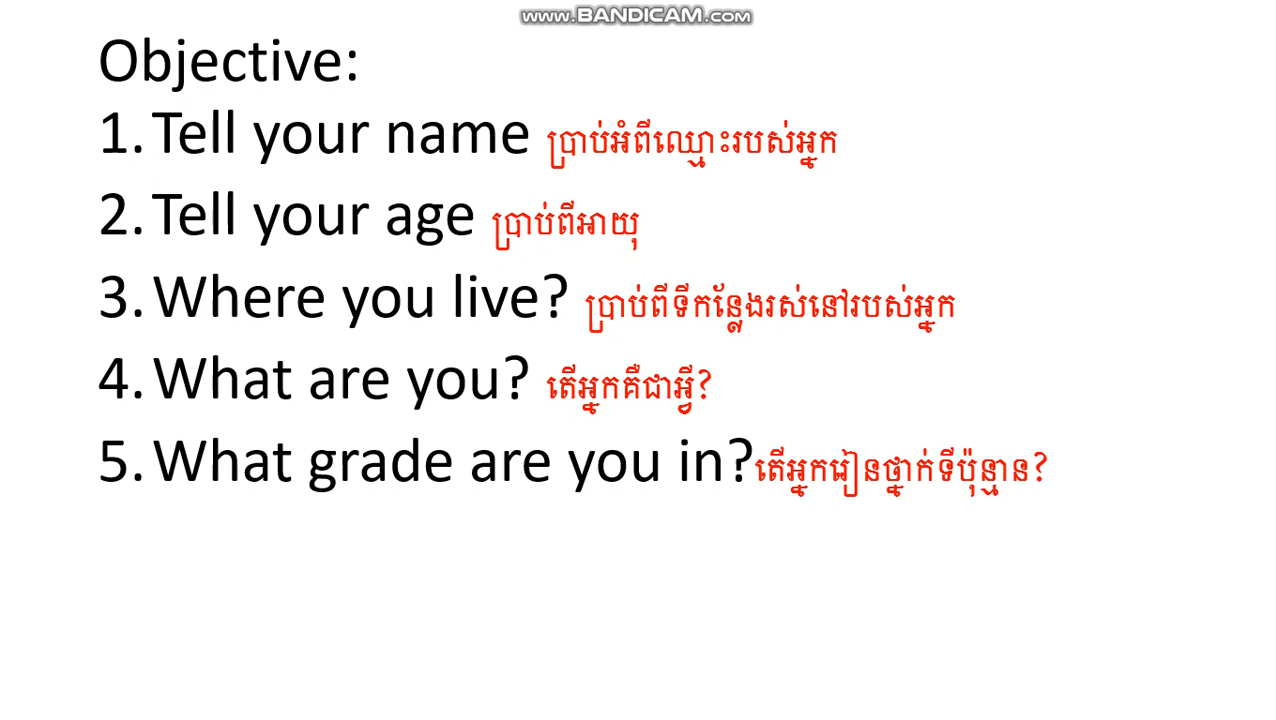 www.BANDICAM.com
Objective:
1. Tell your name ប្រាប់អំពីឈ្មោះរបស់អ្នក
2. Tell your age ប្រាប់ពីអាយុ
3. Where you live? ប្រាប់ពីទីកន្លែងរស់នៅរបស់អ្នក
4. What are you? តើអ្នកគឺជាអ្វី?
5. What grade are you in?តើអ្នករៀនថ្នាក់ទីប៉ុន្មាន?